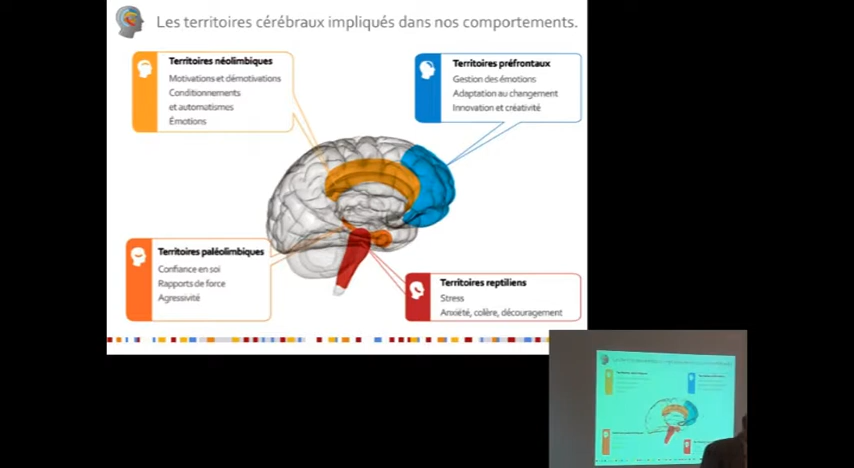 Les territoires cérébraux impliqués dans nos comportements.
Territoires néolimbiques
Motivations et démotivations
Conditionnements
et automatismes
Émotions
Territoires préfrontaux
Gestion des émotions
Adaptation au changement
Innovation et créativité
Territoires paléolimbiques
Confiance en soi
Rapports de force
Agressivité
Territoires reptiliens
Stress
Anxiété, colère, découragement